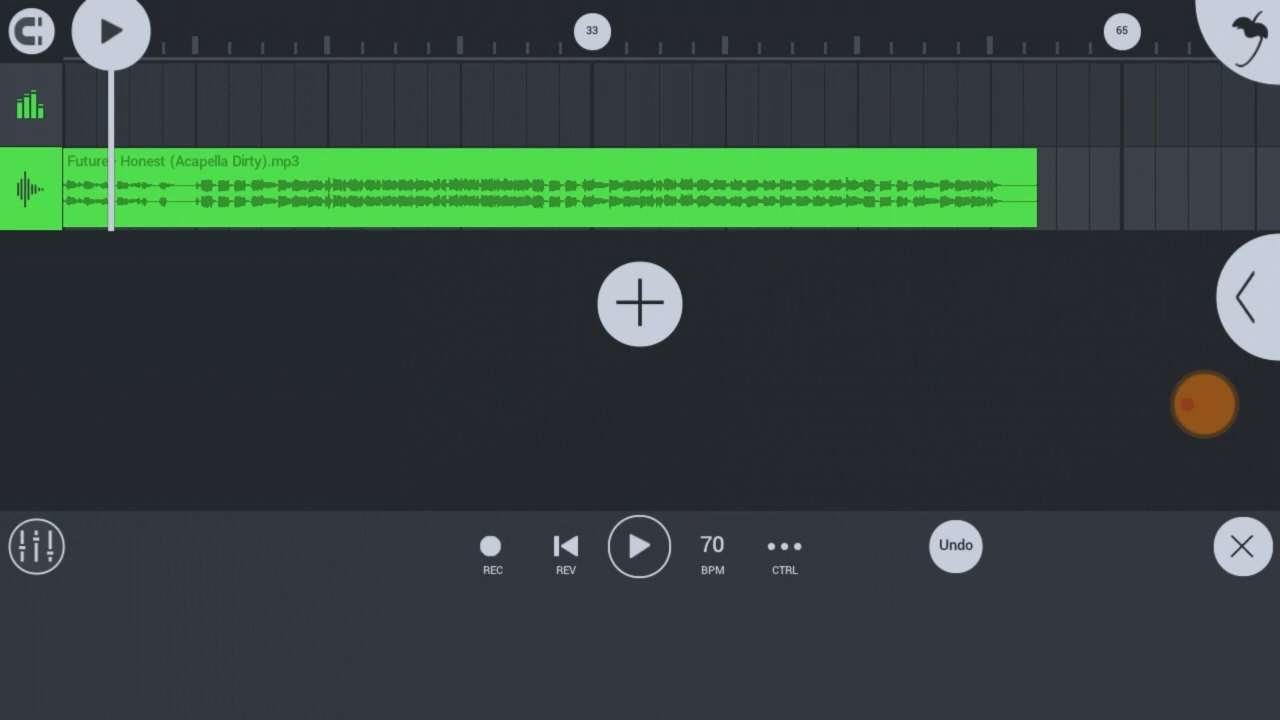 33
65
Future - Honest (Acapella Dirty).mp3
70
REC
REV
BPM
CTRL
Undo